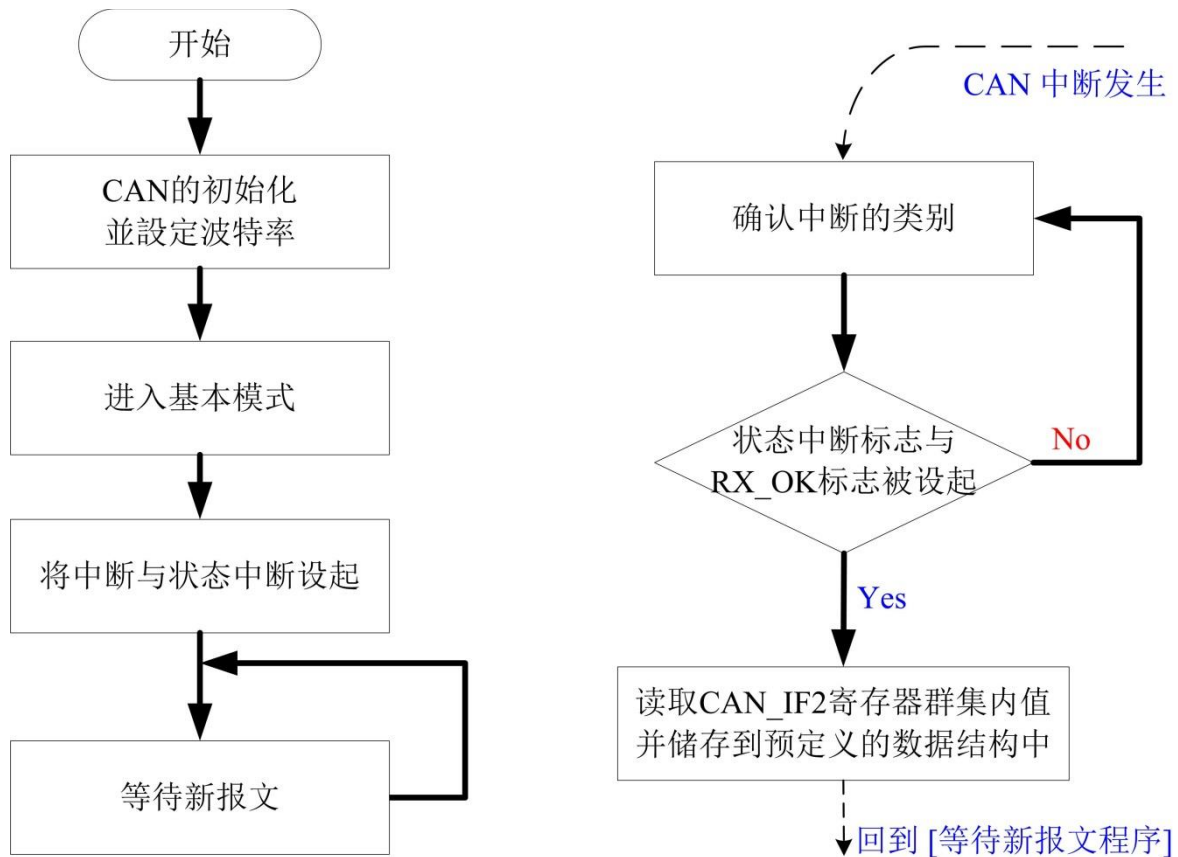 开始
CAN的初始化
並設定波特率
进入基本模式
将中断与状态中断设起
等待新报文
CAN 中断发生
确认中断的类别
状态中断标志与
RX_OK标志被设起
No
Yes
读取CAN_IF2寄存器群集内值
并储存到预定义的数据结构中
回到 [等待新报文程序]